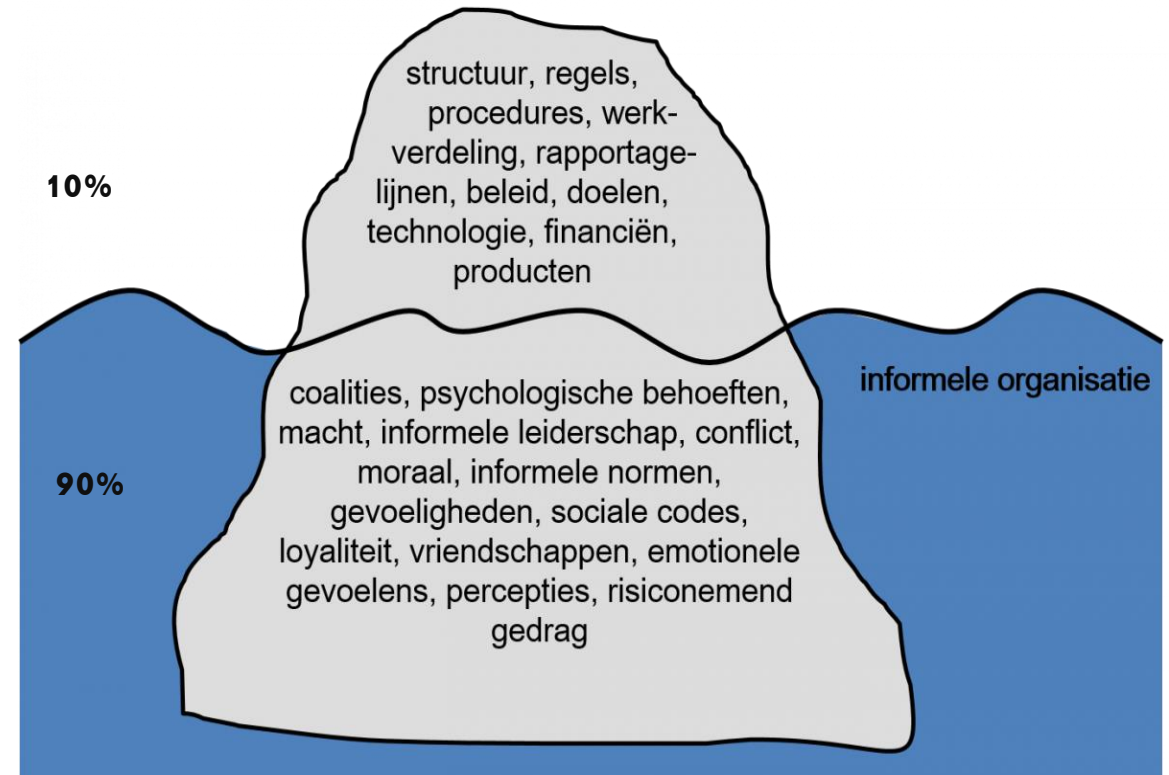 structuur, regels,
procedures, werk-
verdeling, rapportage-
10%
lijnen, beleid, doelen,
technologie, financiën,
producten
informele organisatie
coalities, psychologische behoeften,
macht, informele leiderschap, conflict,
moraal, informele normen,
90%
gevoeligheden, sociale codes,
loyaliteit, vriendschappen, emotionele
gevoelens, percepties, risiconemend
gedrag